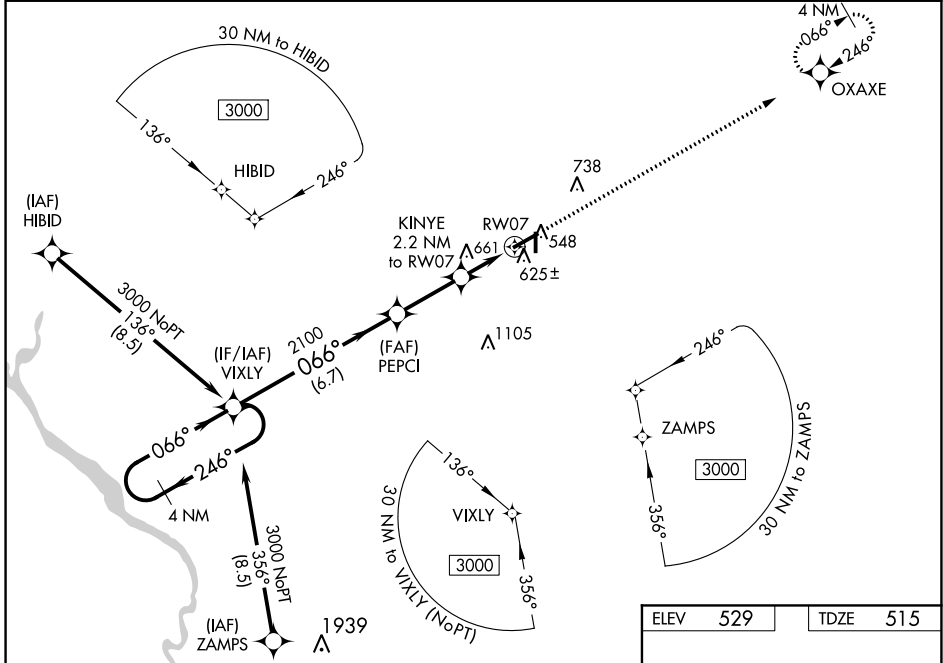 4 NM
066°
246°
OXAXE
30 NM to HIBID
3000
136°
HIBID
246°
738
(IAF)
HIBID
KINYE
2.2 NM
to RW07
661
RW07
548
625±
3000 NoPT
136°
(8.5)
(IF/IAF)
VIXLY
2100
066°
(6.7)
(FAF)
PEPCI
1105
246°
ZAMPS
3000
356°
30 NM to ZAMPS
066°
246°
4 NM
136°
VIXLY
3000
356°
30 NM to VIXLY (NoPT)
3000 NoPT
356°
(8.5)
(IAF)
ZAMPS
1939
ELEV 529
TDZE 515